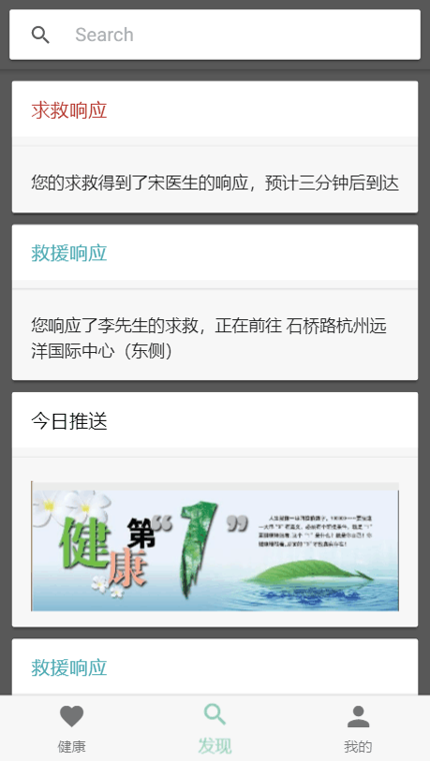 Search
求救响应
您的求救得到了宋医生的响应，预计三分钟后到达
救援响应
您响应了李先生的求救，正在前往 石桥路杭州远
洋国际中心（东侧）
今日推送
健康
第“1”
救援响应
健康
发现
我的